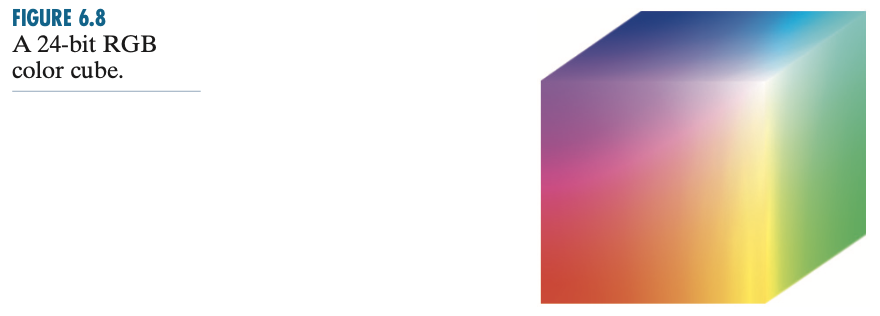 FIGURE 6.8
A 24-bit RGB
color cube.